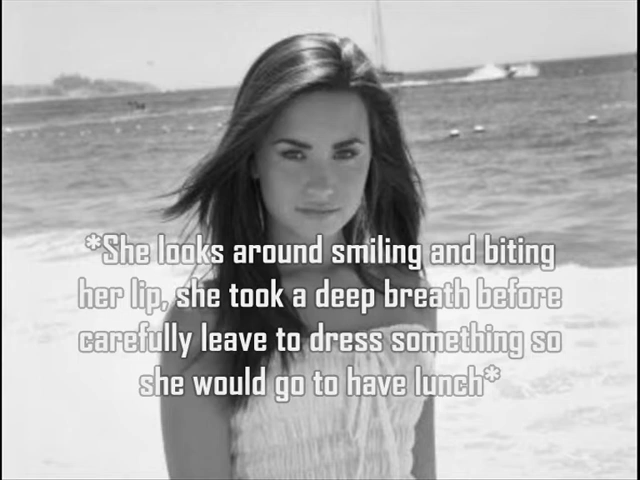 *She looks around smiling and biting
her lip, she took a deep breath before
carefully leave to dress something so
she would go to have lunch*